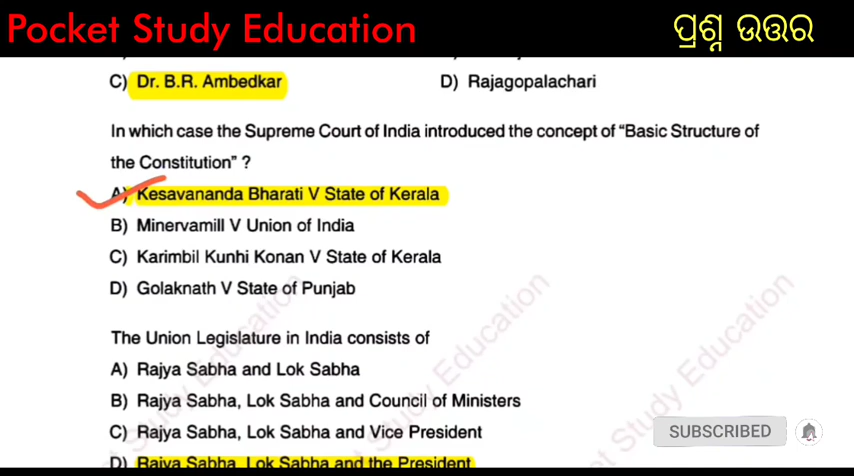 Pocket Study Education ପ୍ରଶ୍ନ ଉତ୍ତର
C) Dr. B.R. Ambedkar D) Rajagopalachari
In which case the Supreme Court of India introduced the concept of “Basic Structure of
the Constitution” ?
A) Kesavananda Bharati V State of Kerala
B) Minervamill V Union of India
C) Karimbil Kunhi Konan V State of Kerala
D) Golaknath V State of Punjab
The Union Legislature in India consists of
A) Rajya Sabha and Lok Sabha
B) Rajya Sabha, Lok Sabha and Council of Ministers
C) Rajya Sabha, Lok Sabha and Vice President
SUBSCRIBED
D) Rajya Sabha, Lok Sabha and the President